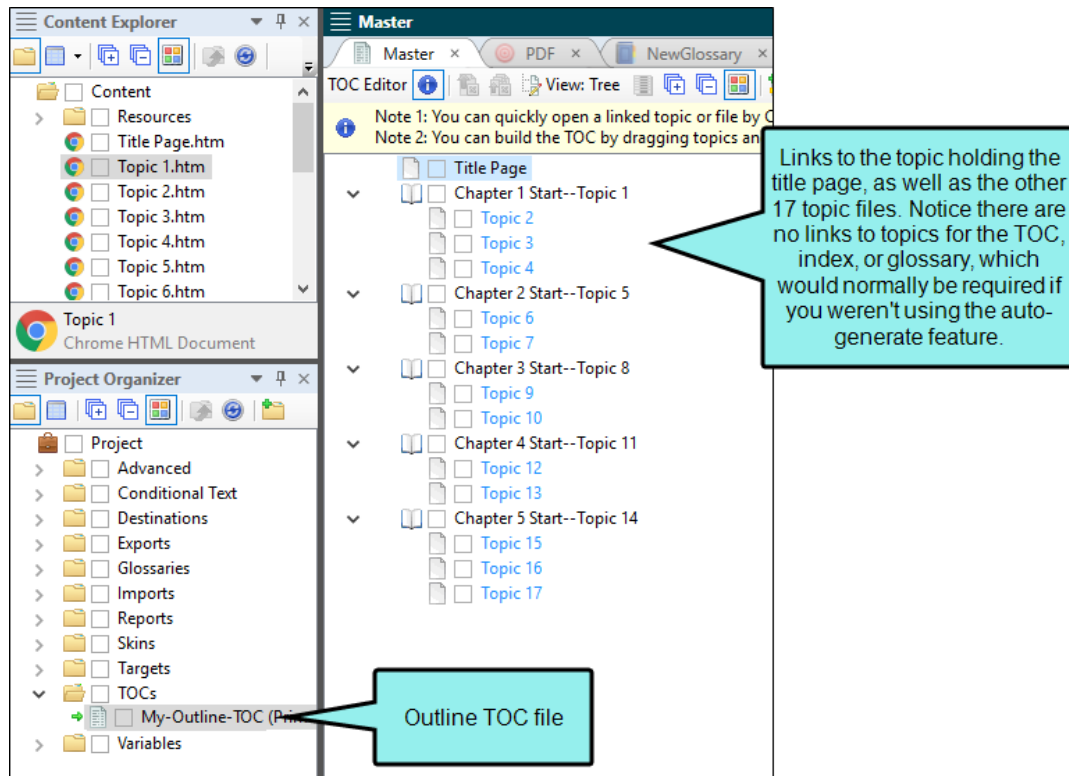 Content Explorer
Content
Resources
Title Page.htm
Topic 1.htm
Topic 2.htm
Topic 3.htm
Topic 4.htm
Topic 5.htm
Topic 6.htm
Topic 1
Chrome HTML Document
Project Organizer
Project
Advanced
Conditional Text
Destinations
Exports
Glossaries
Imports
Reports
Skins
Targets
TOCs
My-Outline-TOC
Variables
Master
Master PDF NewGlossary
TOC Editor View: Tree
Note 1: You can quickly open a linked topic or file by
Note 2: You can build the TOC by dragging topics an
Title Page
Chapter 1 Start--Topic 1
Topic 2
Topic 3
Topic 4
Chapter 2 Start--Topic 5
Topic 6
Topic 7
Chapter 3 Start--Topic 8
Topic 9
Topic 10
Chapter 4 Start--Topic 11
Topic 12
Topic 13
Chapter 5 Start--Topic 14
Topic 15
Topic 16
Topic 17
Links to the topic holding the
title page, as well as the other
17 topic files. Notice there are
no links to topics for the TOC,
index, or glossary, which
would normally be required if
you weren't using the auto-
generate feature.
Outline TOC file